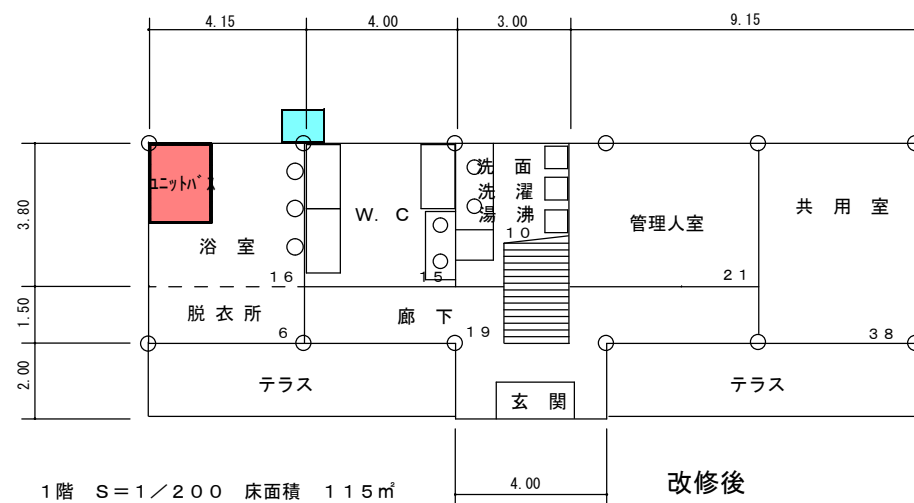 4.15 4.00 3.00 9.15
3.80
1.50
2.00
ユニットバス
浴室
16
脱衣所
6
W.C
15
洗面
洗濯
湯沸
10
廊下
19
管理人室
21
共用室
38
テラス
玄関
テラス
4.00
1階 S=1/200 床面積 115㎡
改修後